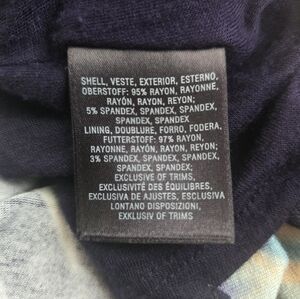 SHELL, VESTE, EXTERIOR, ESTERNO,
OBERSTOFF: 95% RAYON, RAYONNE,
RAYÓN, RAYON, REYON;
5% SPANDEX, SPANDEX, SPANDEX,
SPANDEX, SPANDEX
LINING, DOUBLURE, FORRO, FODERA,
FUTTERSTOFF: 97% RAYON,
RAYONNE, RAYÓN, RAYON, REYON;
3% SPANDEX, SPANDEX, SPANDEX,
SPANDEX, SPANDEX;
EXCLUSIVE OF TRIMS,
EXCLUSIVITÉ DES ÉQUILIBRES,
EXCLUSIVA DE AJUSTES, ESCLUSIVA
LONTANO DISPOSIZIONI,
EXKLUSIV OF TRIMS